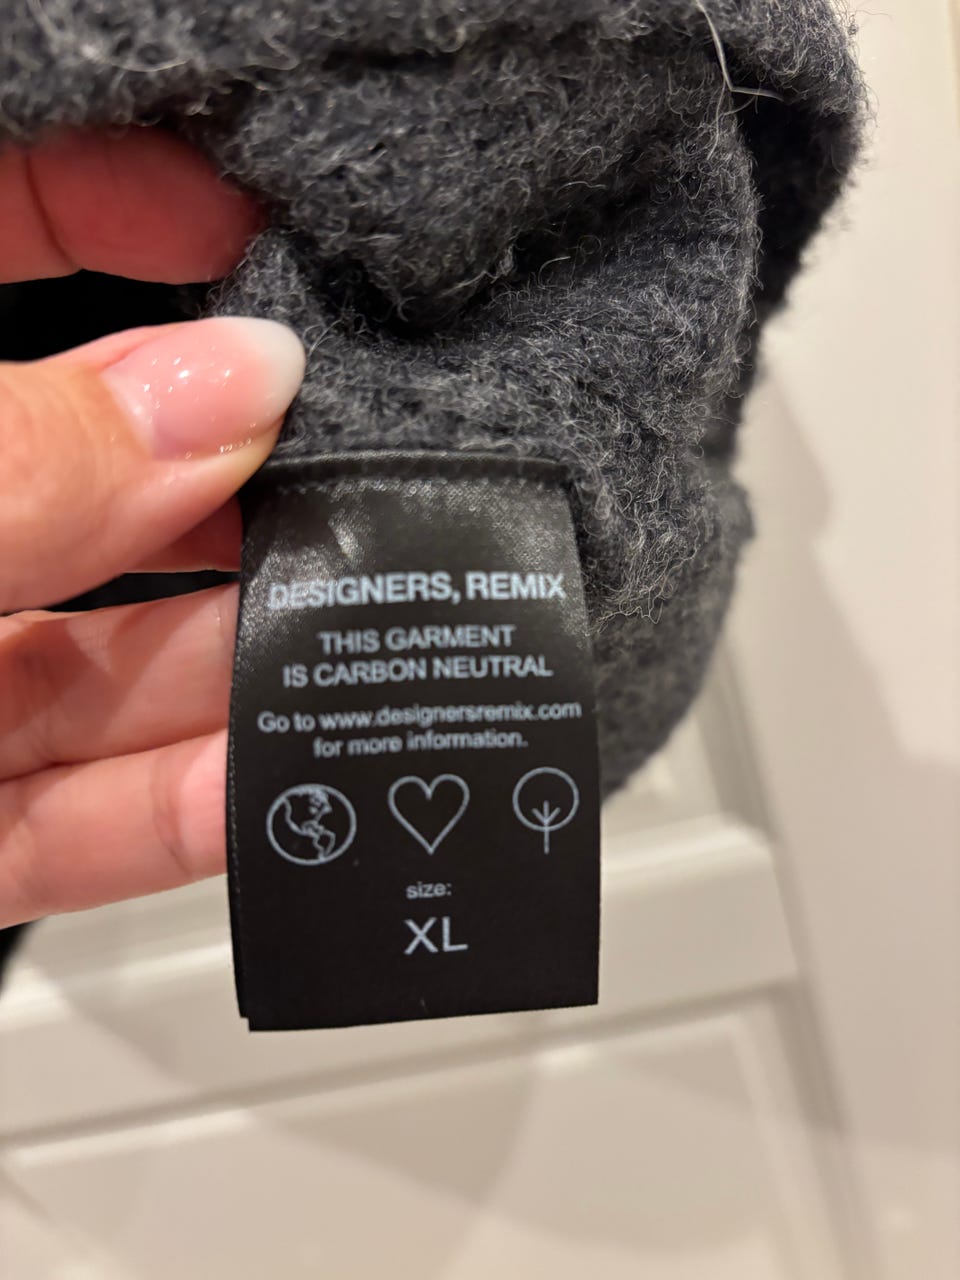 DESIGNERS, REMIX
THIS GARMENT
IS CARBON NEUTRAL
Go to www.designersremix.com
for more information.
size:
XL